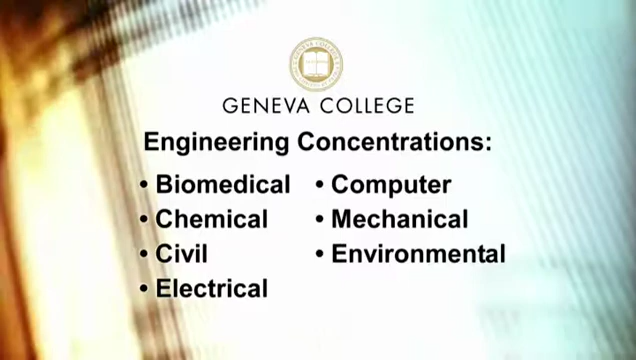 GENEVA COLLEGE
Engineering Concentrations:
• Biomedical
• Chemical
• Civil
• Electrical
• Computer
• Mechanical
• Environmental